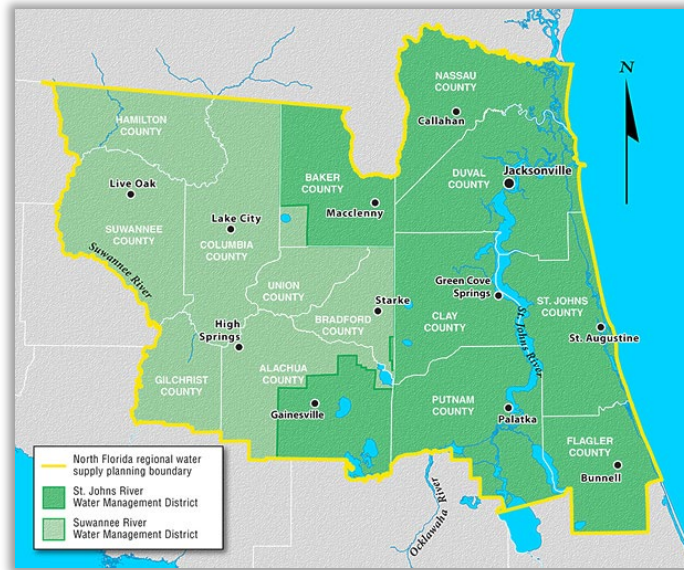 NASSAU
COUNTY
Callahan
N
HAMILTON
COUNTY
BAKER
COUNTY
DUVAL
COUNTY
Jacksonville
Live Oak
Macclenny
Lake City
SUWANNEE
COUNTY
COLUMBIA
COUNTY
Suwannee River
UNION
COUNTY
Starke
Green Cove
Springs
ST. JOHNS
COUNTY
BRADFORD
COUNTY
CLAY
COUNTY
St. Johns River
St. Augustine
High
Springs
GILCHRIST
COUNTY
ALACHUA
COUNTY
Gainesville
PUTNAM
COUNTY
Palatka
FLAGLER
COUNTY
Bunnell
Ocklawaha River
North Florida regional water
supply planning boundary
St. Johns River
Water Management District
Suwannee River
Water Management District